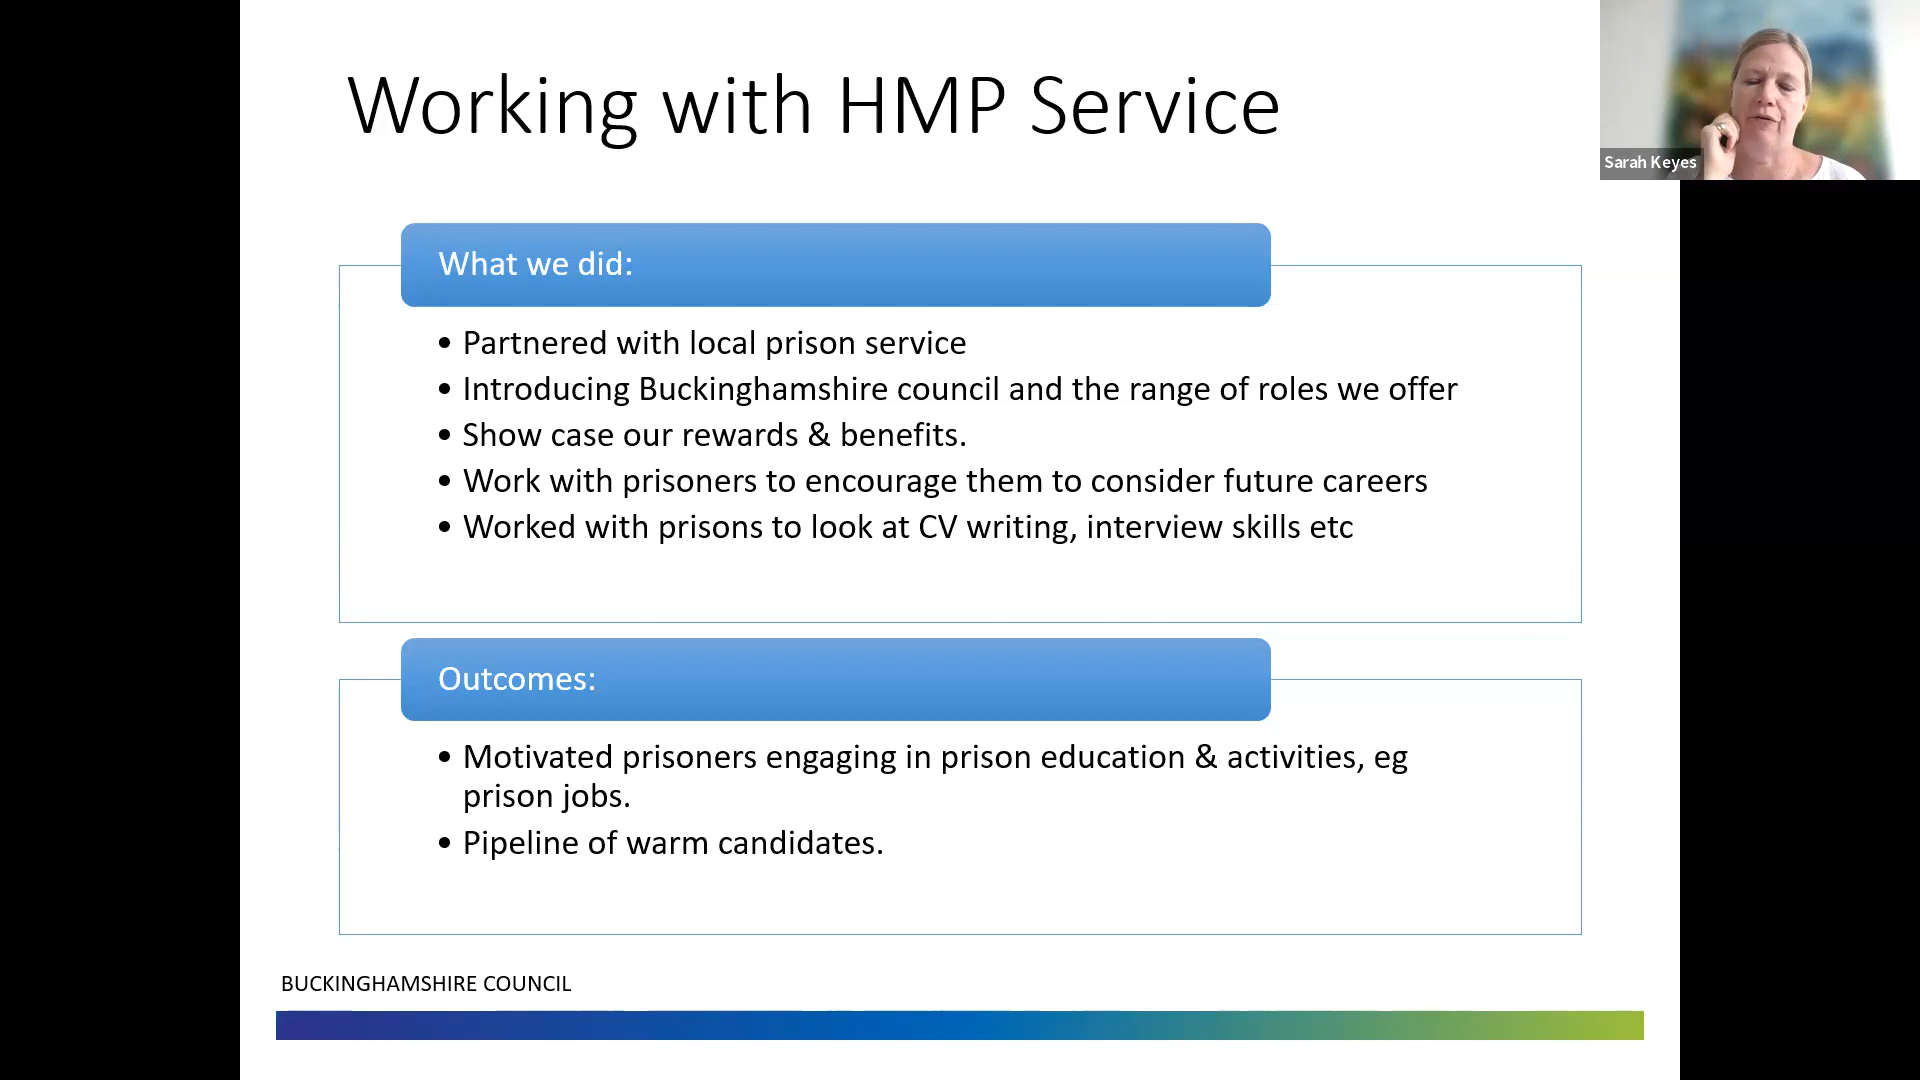 Working with HMP Service
Sarah Keyes
What we did:
• Partnered with local prison service
• Introducing Buckinghamshire council and the range of roles we offer
• Show case our rewards & benefits.
• Work with prisoners to encourage them to consider future careers
• Worked with prisons to look at CV writing, interview skills etc
Outcomes:
• Motivated prisoners engaging in prison education & activities, eg
prison jobs.
• Pipeline of warm candidates.
BUCKINGHAMSHIRE COUNCIL